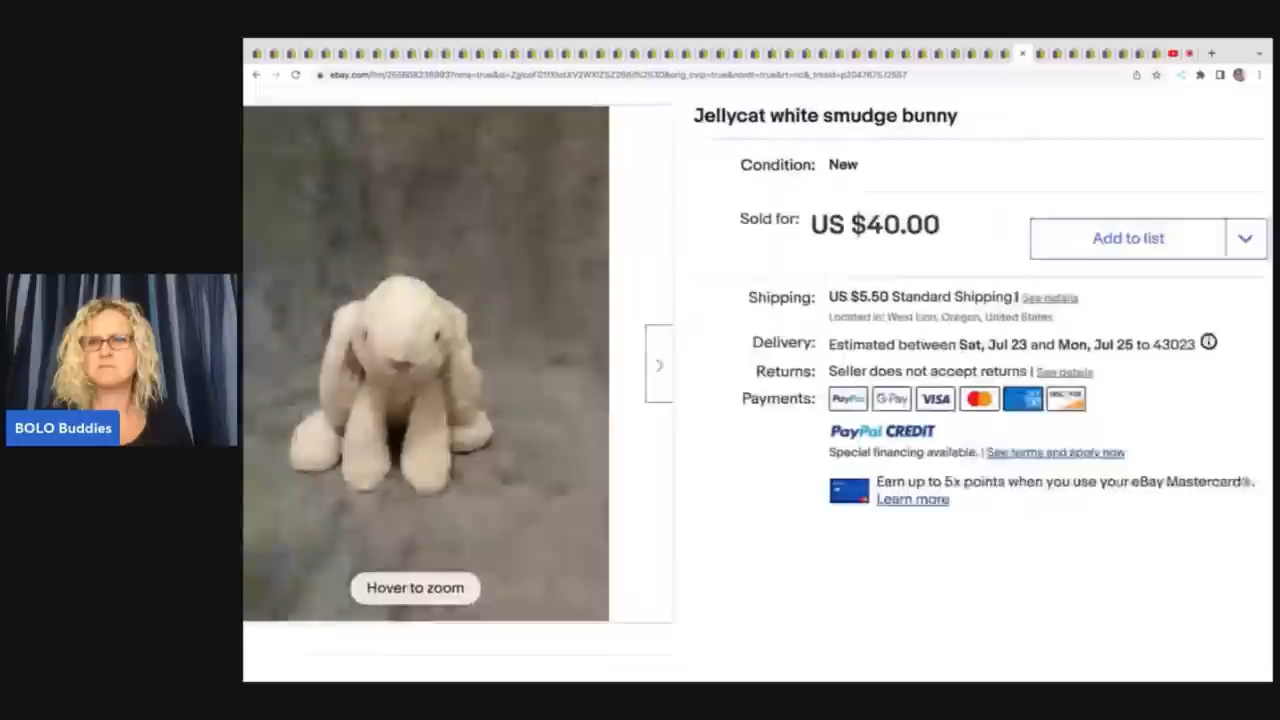 Jellycat white smudge bunny
Condition: New
Sold for: US $40.00
Add to list
Shipping: US $5.50 Standard Shipping | See details
Located in: West Linn, Oregon, United States
Delivery: Estimated between Sat, Jul 23 and Mon, Jul 25 to 43023
Returns: Seller does not accept returns | See details
Payments: PayPal G Pay VISA
PayPal CREDIT
Special financing available. | See terms and apply now
Earn up to 5x points when you use your eBay Mastercard®.
Learn more
BOLO Buddies
Hover to zoom